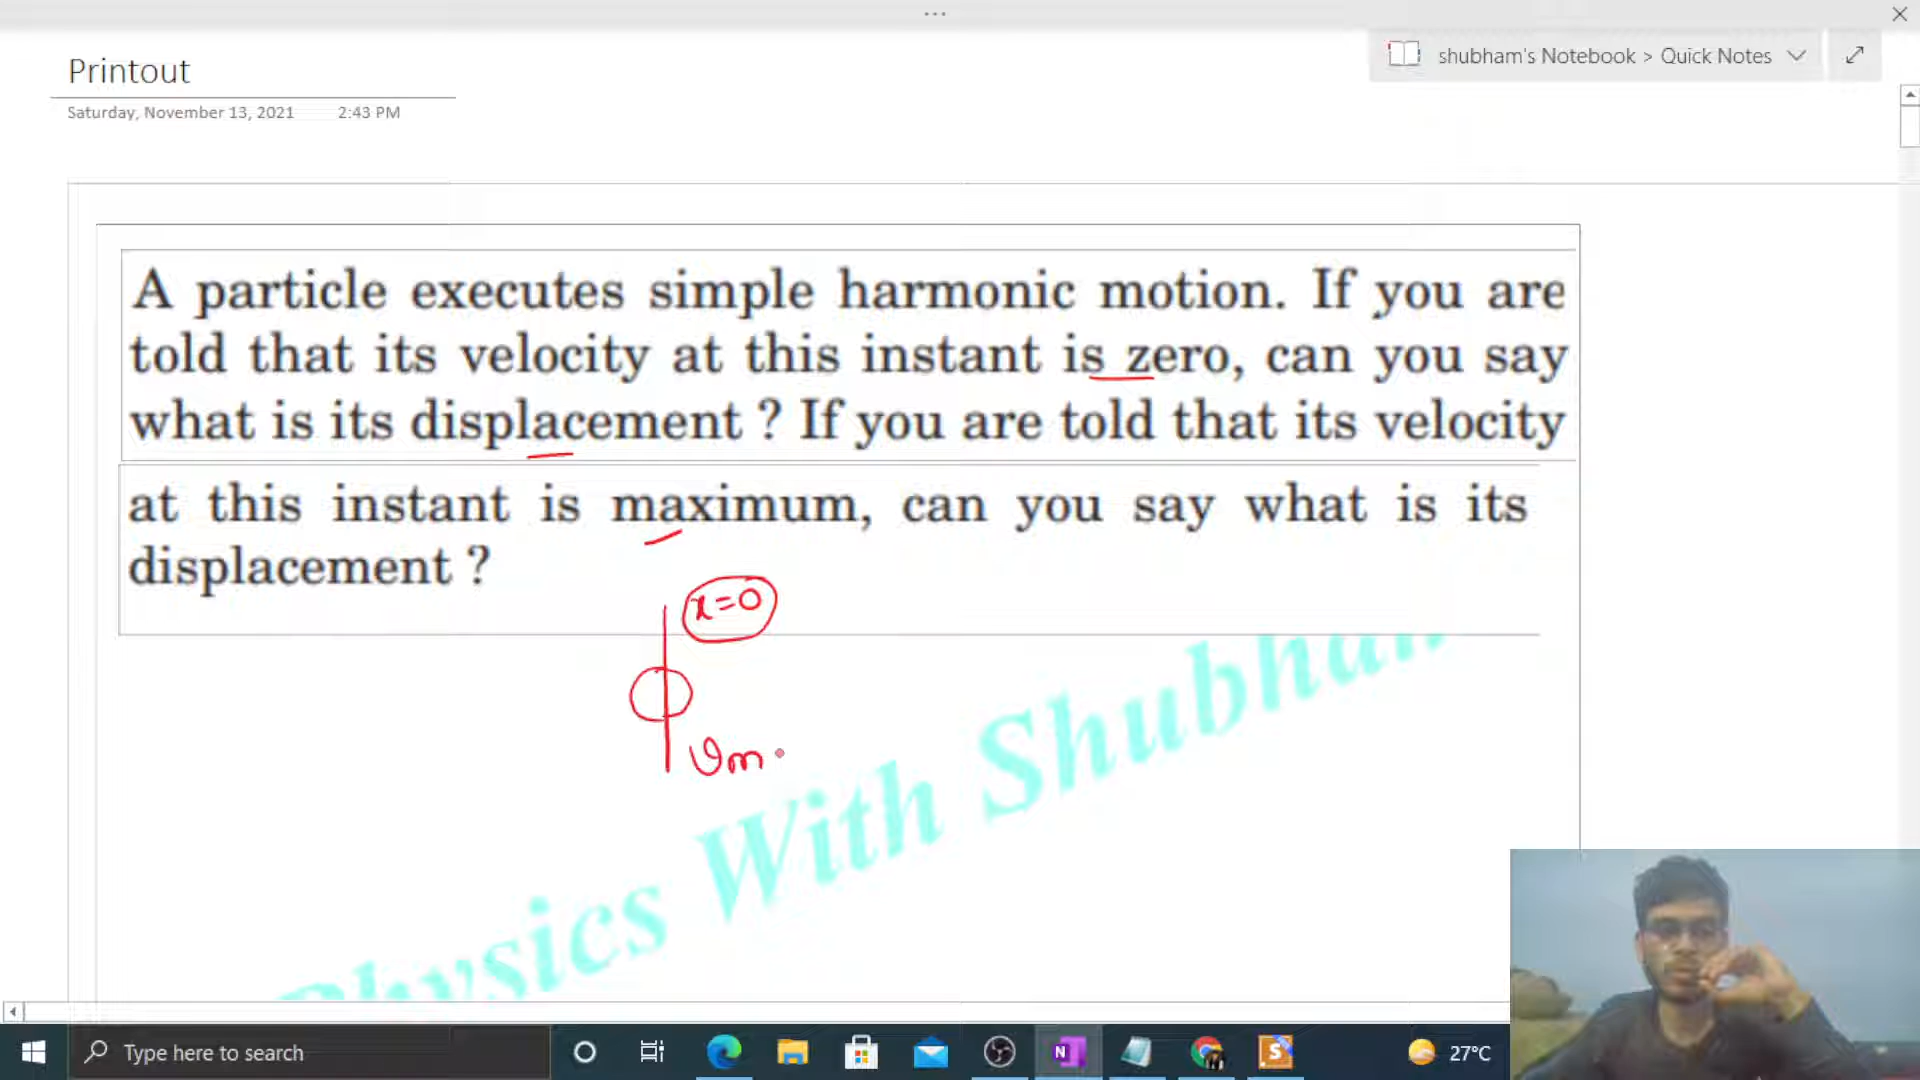 shubham's Notebook > Quick Notes
Printout
Saturday, November 13, 2021 2:43 PM
A particle executes simple harmonic motion. If you are
told that its velocity at this instant is zero, can you say
what is its displacement ? If you are told that its velocity
at this instant is maximum, can you say what is its
displacement ?
x=0
vm
Physics With Shubham
Type here to search
27°C